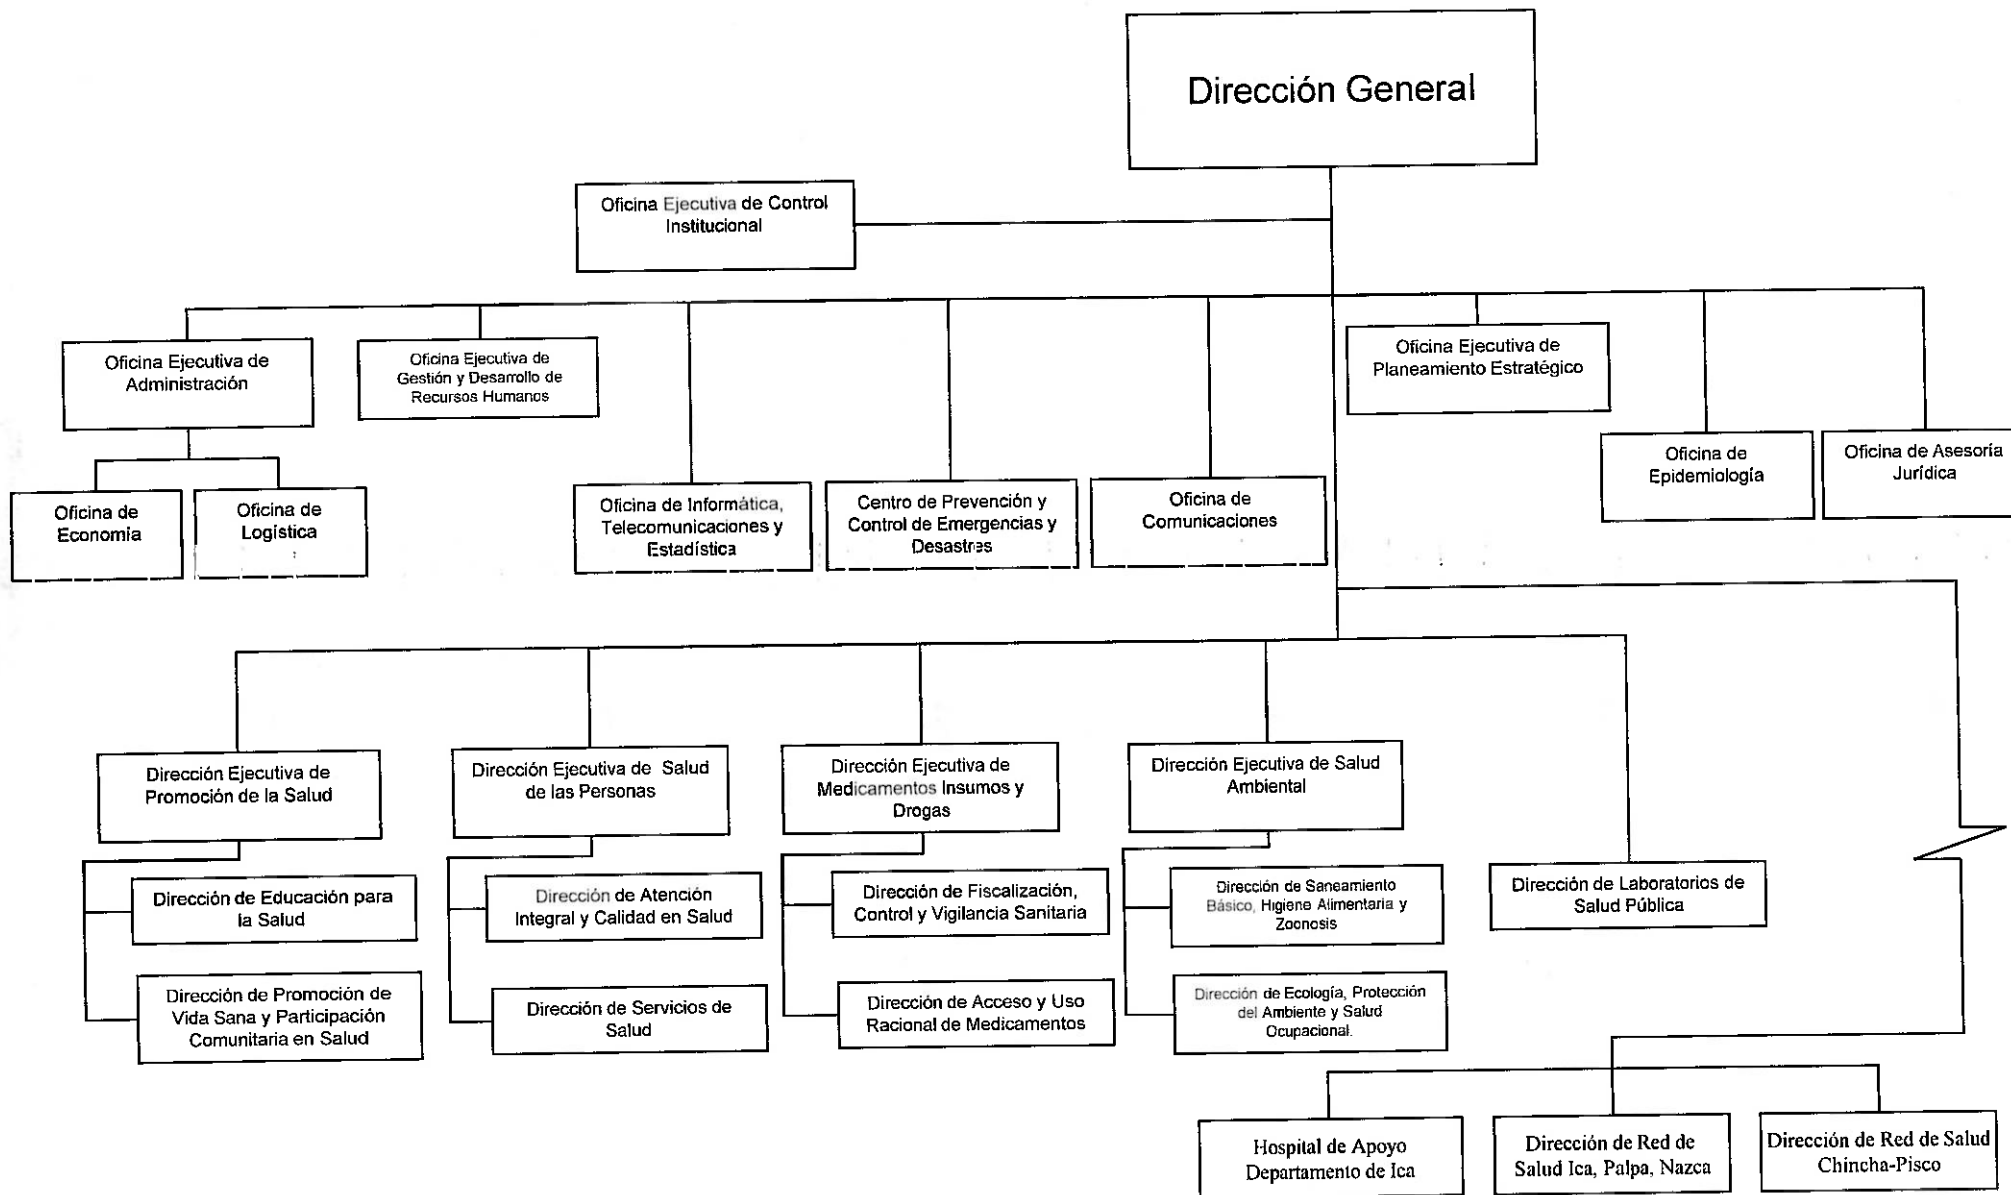 Dirección General
Oficina Ejecutiva de Control
Institucional
Oficina Ejecutiva de
Administración
Oficina Ejecutiva de
Gestión y Desarrollo de
Recursos Humanos
Oficina Ejecutiva de
Planeamiento Estratégico
Oficina de
Epidemiología
Oficina de Asesoría
Jurídica
Oficina de
Economía
Oficina de
Logística
Oficina de Informática,
Telecomunicaciones y
Estadística
Centro de Prevención y
Control de Emergencias y
Desastres
Oficina de
Comunicaciones
Dirección Ejecutiva de
Promoción de la Salud
Dirección Ejecutiva de Salud
de las Personas
Dirección Ejecutiva de
Medicamentos Insumos y
Drogas
Dirección Ejecutiva de Salud
Ambiental
Dirección de Educación para
la Salud
Dirección de Atención
Integral y Calidad en Salud
Dirección de Fiscalización,
Control y Vigilancia Sanitaria
Dirección de Saneamiento
Básico, Higiene Alimentaria y
Zoonosis
Dirección de Laboratorios de
Salud Pública
Dirección de Promoción de
Vida Sana y Participación
Comunitaria en Salud
Dirección de Servicios de
Salud
Dirección de Acceso y Uso
Racional de Medicamentos
Dirección de Ecología, Protección
del Ambiente y Salud
Ocupacional.
Hospital de Apoyo
Departamento de Ica
Dirección de Red de
Salud Ica, Palpa, Nazca
Dirección de Red de Salud
Chincha-Pisco